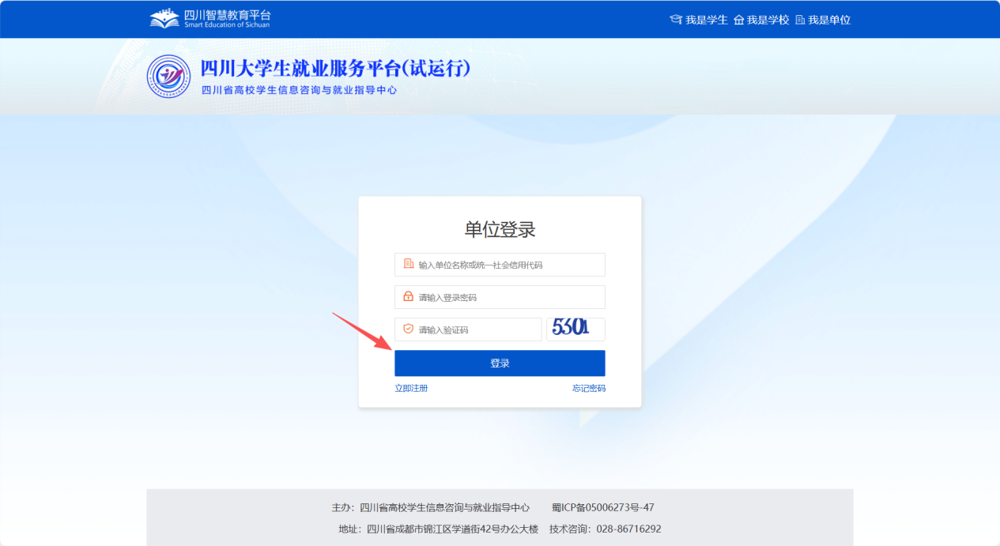 四川智慧教育平台
Smart Education of Sichuan
我是学生 我是学校 我是单位
四川大学生就业服务平台(试运行)
四川省高校学生信息咨询与就业指导中心
单位登录
输入单位名称或统一社会信用代码
请输入登录密码
请输入验证码
5301
登录
立即注册 忘记密码
主办：四川省高校学生信息咨询与就业指导中心 蜀ICP备05006273号-47
地址：四川省成都市锦江区学道街42号办公大楼 技术咨询：028-86716292